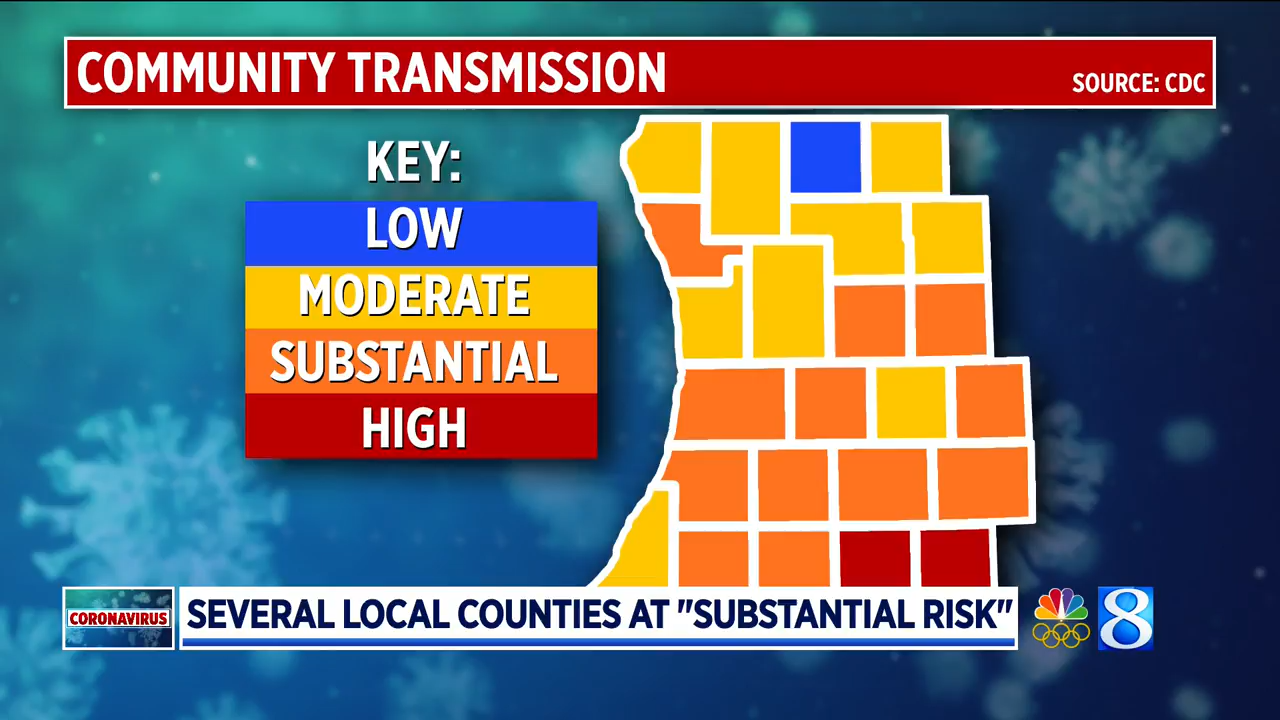 COMMUNITY TRANSMISSION
SOURCE: CDC
KEY:
LOW
MODERATE
SUBSTANTIAL
HIGH
CORONAVIRUS
SEVERAL LOCAL COUNTIES AT "SUBSTANTIAL RISK"
8